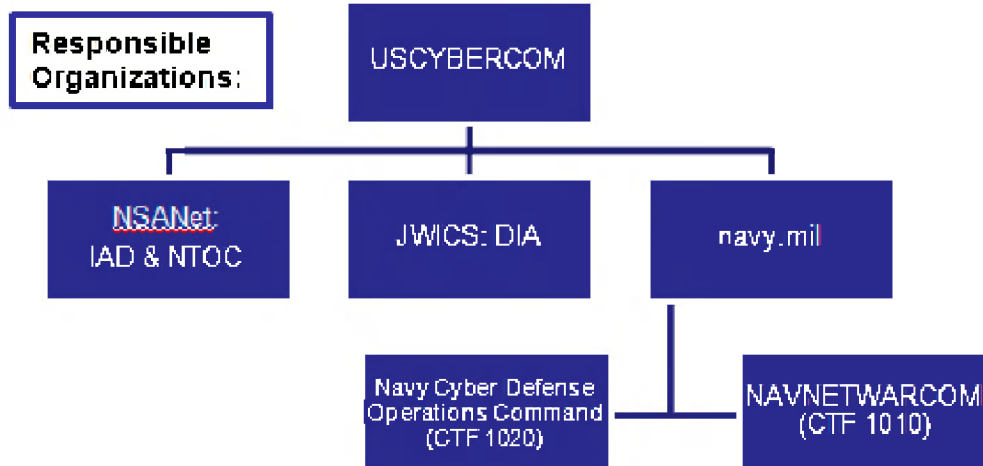 Responsible
Organizations:
USCYBERCOM
NSANet:
IAD & NTOC
JWICS: DIA
navy.mil
Navy Cyber Defense
Operations Command
(CTF 1020)
NAVNETWARCOM
(CTF 1010)